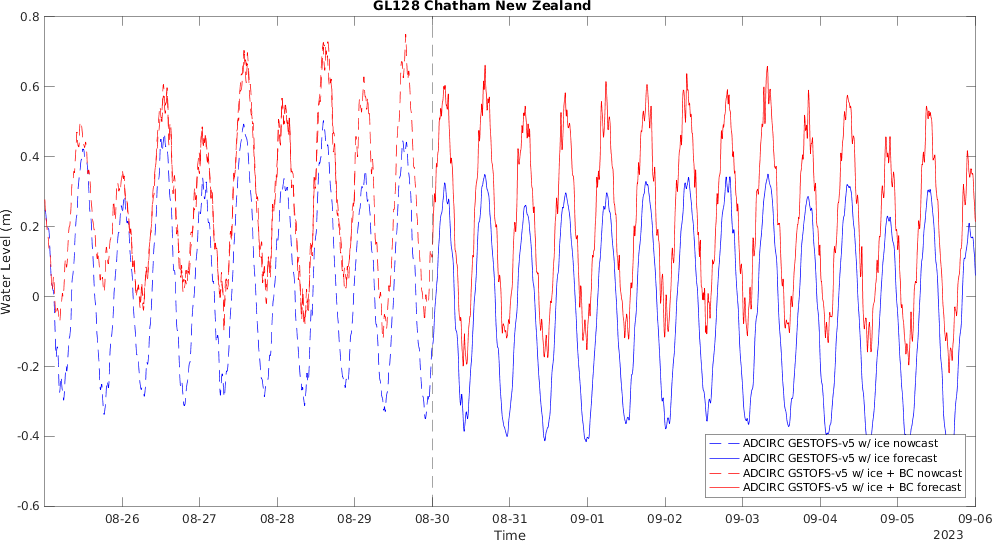 GL128 Chatham New Zealand
0.8
0.6
0.4
0.2
0
-0.2
-0.4
-0.6
Water Level (m)
ADCIRC GESTOFS-v5 w/ ice nowcast
ADCIRC GESTOFS-v5 w/ ice forecast
ADCIRC GSTOFS-v5 w/ ice + BC nowcast
ADCIRC GSTOFS-v5 w/ ice + BC forecast
08-26 08-27 08-28 08-29 08-30 08-31 09-01 09-02 09-03 09-04 09-05 09-06
Time
2023